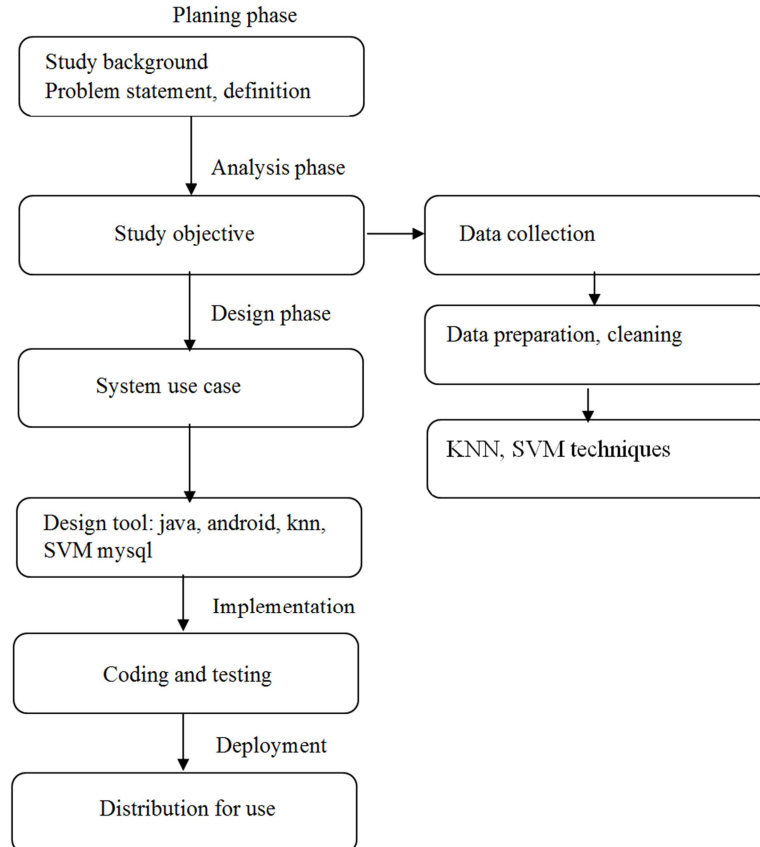 Planing phase
Study background
Problem statement, definition
Analysis phase
Study objective
Data collection
Design phase
Data preparation, cleaning
System use case
KNN, SVM techniques
Design tool: java, android, knn,
SVM mysql
Implementation
Coding and testing
Deployment
Distribution for use